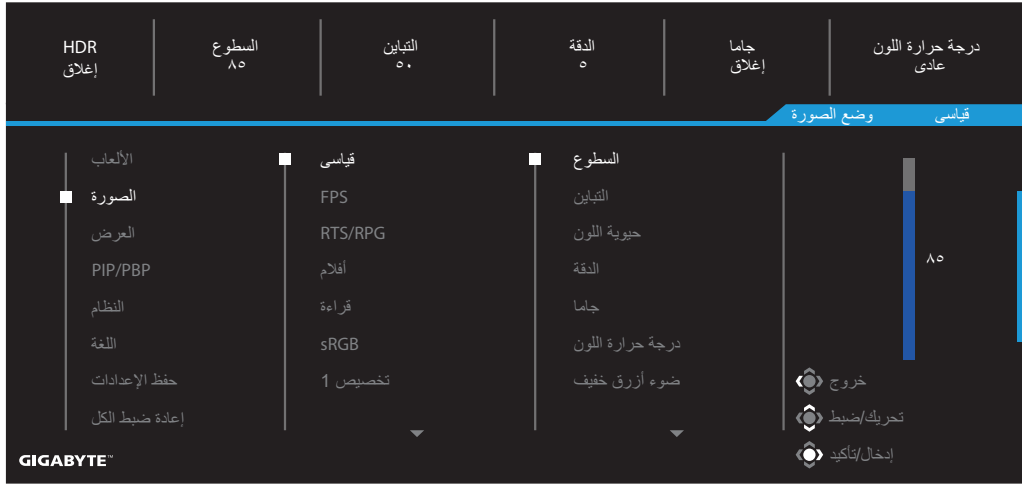 HDR
إغلاق
السطوع
٨٥
التباين
٥٠
الدقة
٥
جاما
إغلاق
درجة حرارة اللون
عادى
وضع الصورة
قياسى
الألعاب
الصورة
العرض
PIP/PBP
النظام
اللغة
حفظ الإعدادات
إعادة ضبط الكل
قياسى
FPS
RTS/RPG
أفلام
قراءة
sRGB
تخصيص 1
السطوع
التباين
حيوية اللون
الدقة
جاما
درجة حرارة اللون
ضوء أزرق خفيف
٨٥
خروج
تحريك/ضبط
إدخال/تأكيد
GIGABYTE™